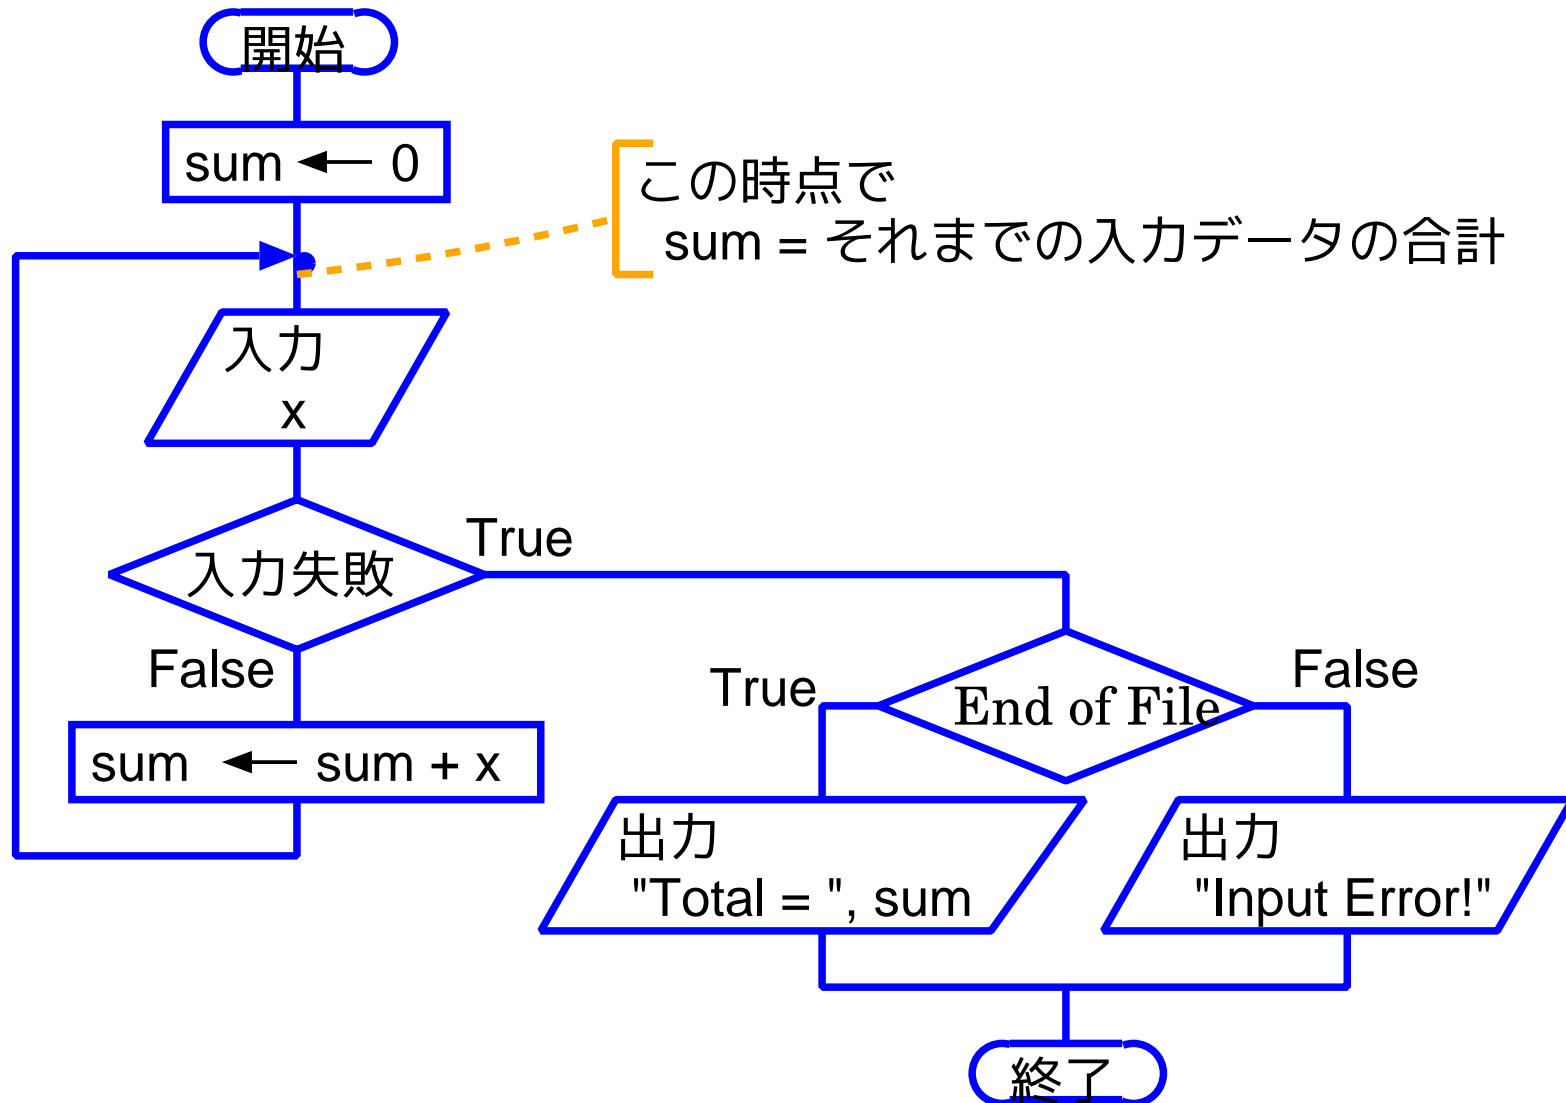 開始
sum ← 0
この時点で
sum = それまでの入力データの合計
入力
x
入力失敗
True
False
sum ← sum + x
End of File
True
False
出力
"Total = ", sum
出力
"Input Error!"
終了